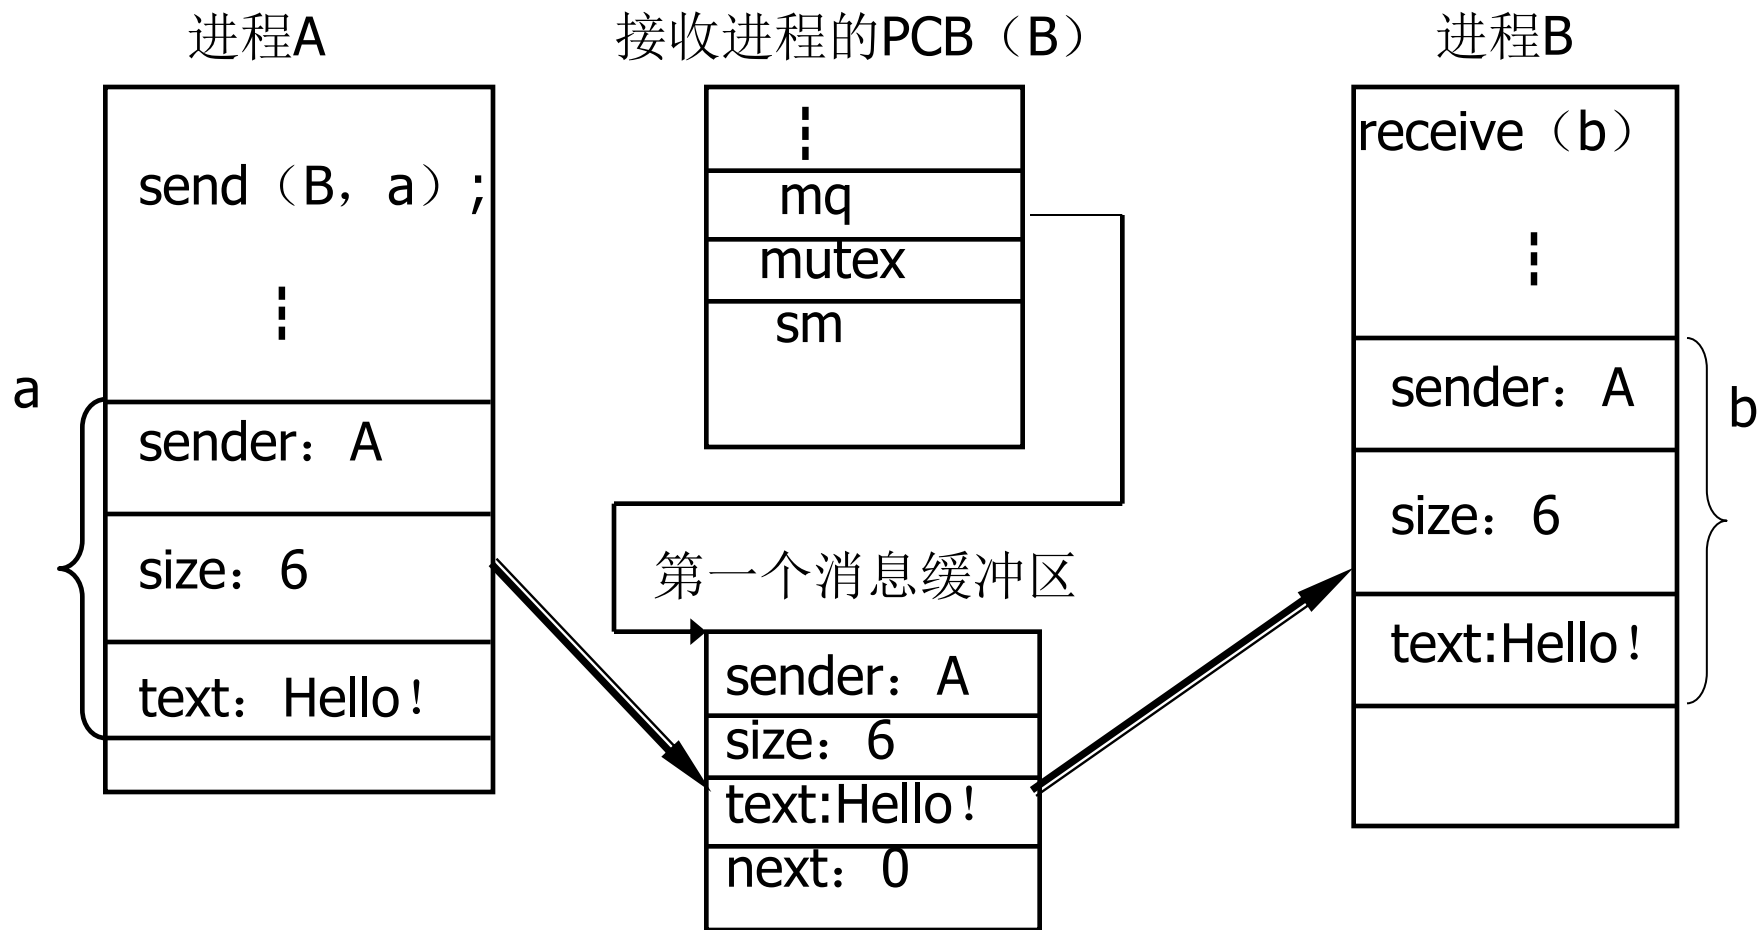 进程A
接收进程的PCB（B）
进程B
send（B，a）;
receive（b）
mq
mutex
sm
a
sender：A
size：6
text：Hello！
第一个消息缓冲区
sender：A
size：6
text:Hello！
next：0
sender：A
size：6
text:Hello！
b